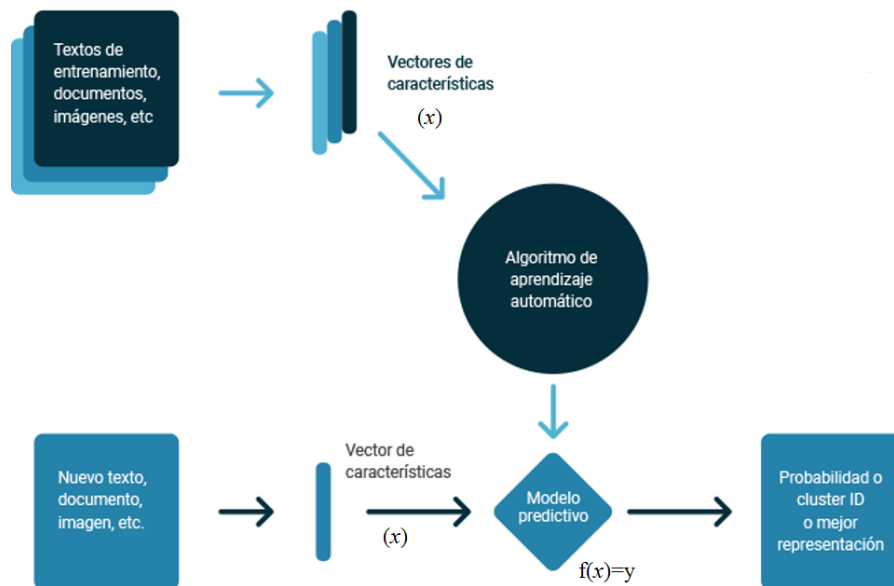 Textos de
entrenamiento,
documentos,
imágenes, etc
Vectores de
características
(x)
Algoritmo de
aprendizaje
automático
Nuevo texto,
documento,
imagen, etc.
Vector de
características
(x)
Modelo
predictivo
f(x)=y
Probabilidad o
cluster ID
o mejor
representación